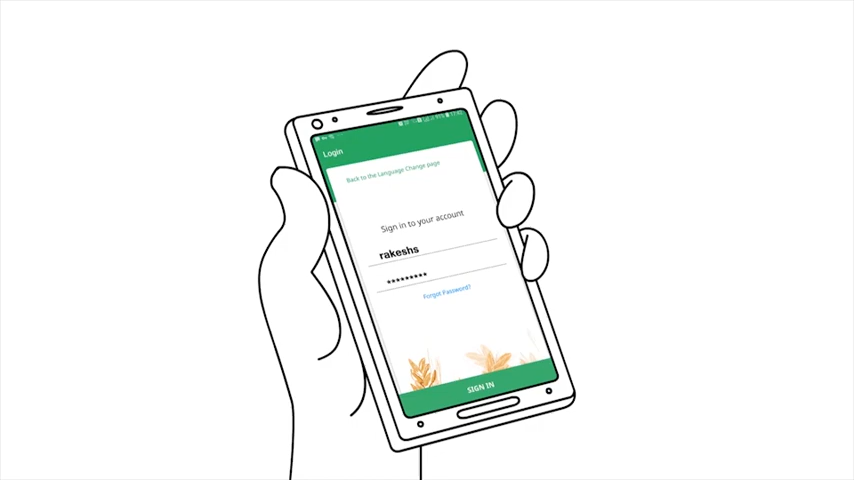 Login
Back to the Language Change page
Sign in to your account
rakeshs
*********
Forgot Password?
SIGN IN